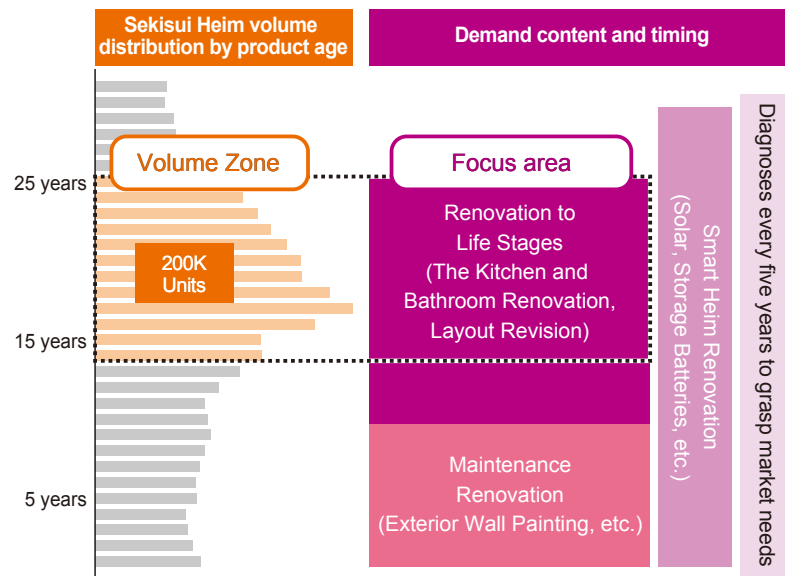 Sekisui Heim volume
distribution by product age
Demand content and timing
Volume Zone
Focus area
25 years
15 years
5 years
200K
Units
Renovation to
Life Stages
(The Kitchen and
Bathroom Renovation,
Layout Revision)
Maintenance
Renovation
(Exterior Wall Painting, etc.)
Smart Heim Renovation
(Solar, Storage Batteries, etc.)
Diagnoses every five years to grasp market needs